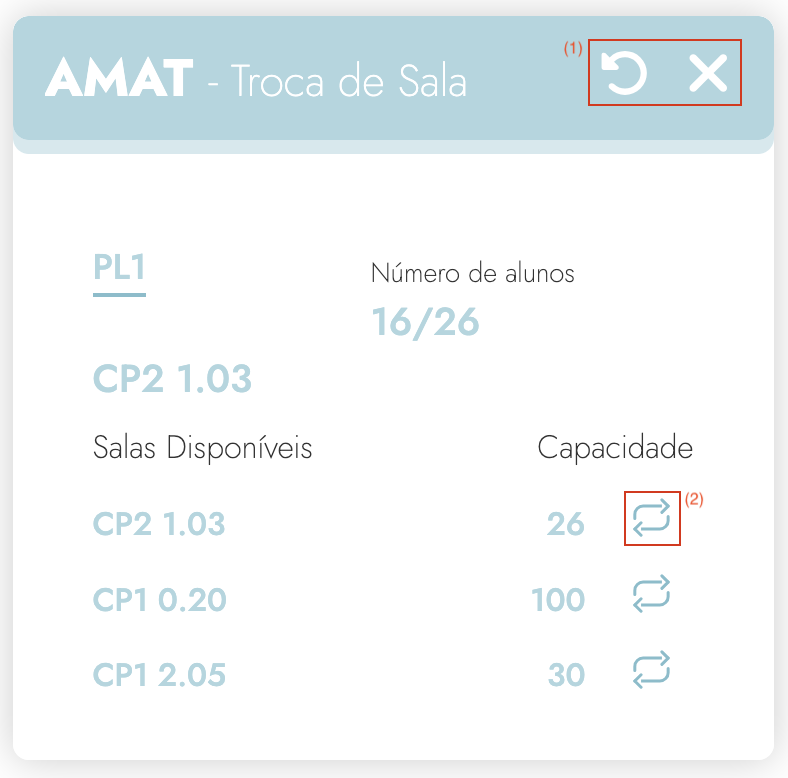 AMAT - Troca de Sala
(1)
PL1
Número de alunos
16/26
CP2 1.03
Salas Disponíveis Capacidade
CP2 1.03 26 (2)
CP1 0.20 100
CP1 2.05 30